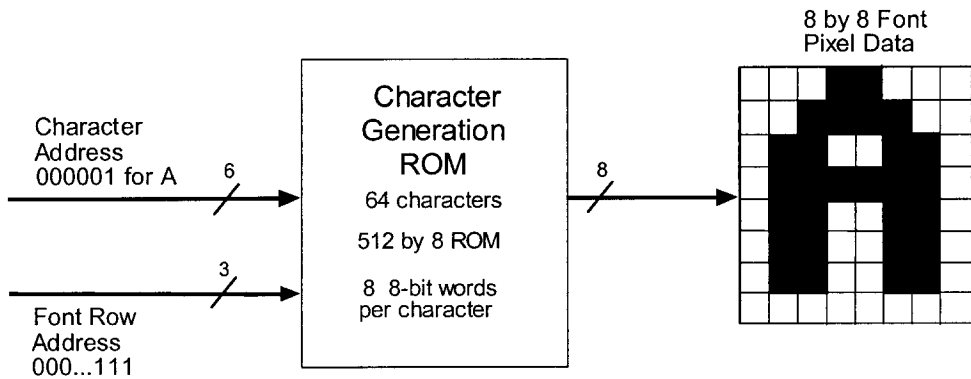 8 by 8 Font
Pixel Data
Character
Address
000001 for A
6
Character
Generation
ROM
64 characters
512 by 8 ROM
8 8-bit words
per character
8
3
Font Row
Address
000...111